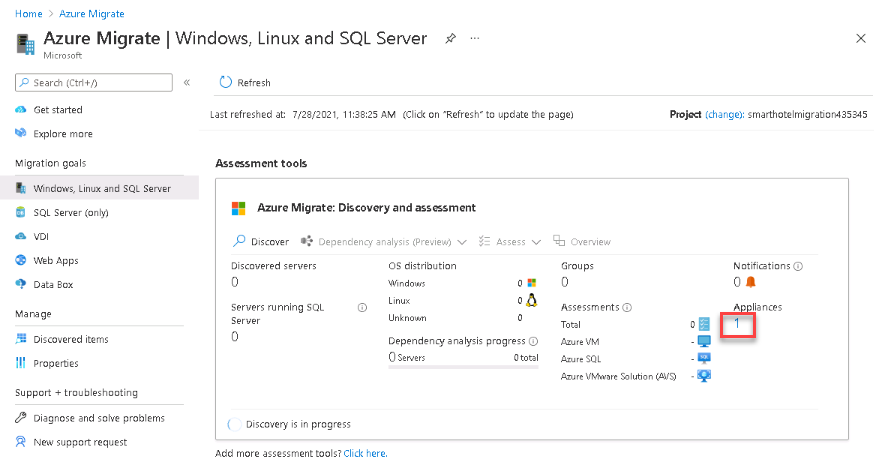 Home > Azure Migrate
Azure Migrate | Windows, Linux and SQL Server
Microsoft
Search (Ctrl+/)
«
Get started
Explore more
Migration goals
Windows, Linux and SQL Server
SQL Server (only)
VDI
Web Apps
Data Box
Manage
Discovered items
Properties
Support + troubleshooting
Diagnose and solve problems
New support request
Refresh
Last refreshed at: 7/28/2021, 11:38:25 AM (Click on "Refresh" to update the page)
Project (change): smarthotelmigration435345
Assessment tools
Azure Migrate: Discovery and assessment
Discover Dependency analysis (Preview) Assess Overview
Discovered servers
0
Servers running SQL
Server
0
OS distribution
Windows 0
Linux 0
Unknown 0
Dependency analysis progress
0 Servers 0 total
Groups
0
Assessments
Total 0
Azure VM -
Azure SQL -
Azure VMware Solution (AVS) -
Notifications
0
Appliances
1
Discovery is in progress
Add more assessment tools? Click here.